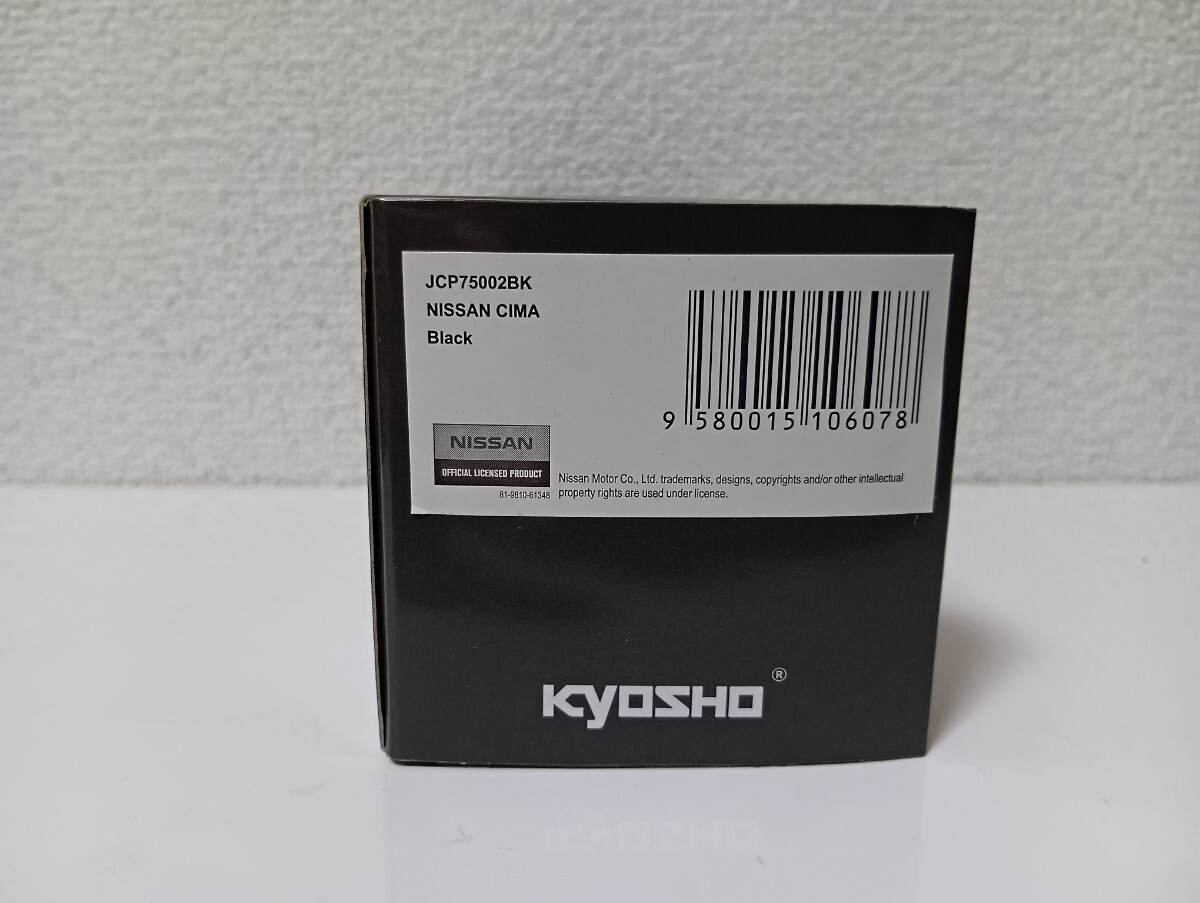 JCP75002BK
NISSAN CIMA
Black
9 580015 106078
NISSAN
OFFICIAL LICENSED PRODUCT
81-9810-61348
Nissan Motor Co., Ltd. trademarks, designs, copyrights and/or other intellectual
property rights are used under license.
KYOSHO ®